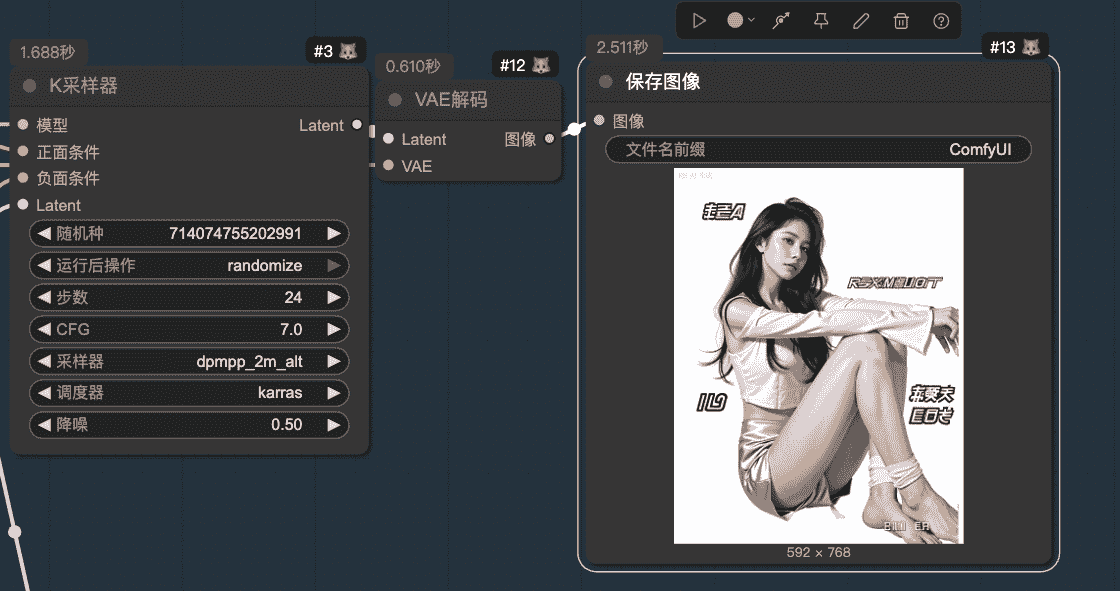 1.688秒
#3
K采样器
模型
Latent
正面条件
负面条件
Latent
随机种 714074755202991
运行后操作 randomize
步数 24
CFG 7.0
采样器 dpmpp_2m_alt
调度器 karras
降噪 0.50
0.610秒
#12
VAE解码
Latent
图像
VAE
2.511秒
#13
保存图像
图像
文件名前缀 ComfyUI
592 × 768